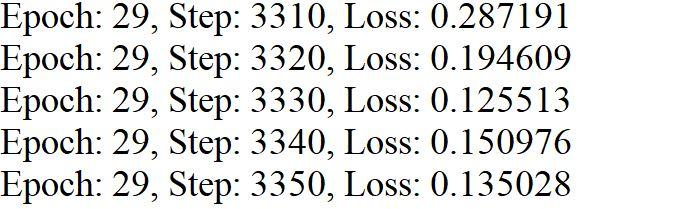 Epoch: 29, Step: 3310, Loss: 0.287191
Epoch: 29, Step: 3320, Loss: 0.194609
Epoch: 29, Step: 3330, Loss: 0.125513
Epoch: 29, Step: 3340, Loss: 0.150976
Epoch: 29, Step: 3350, Loss: 0.135028